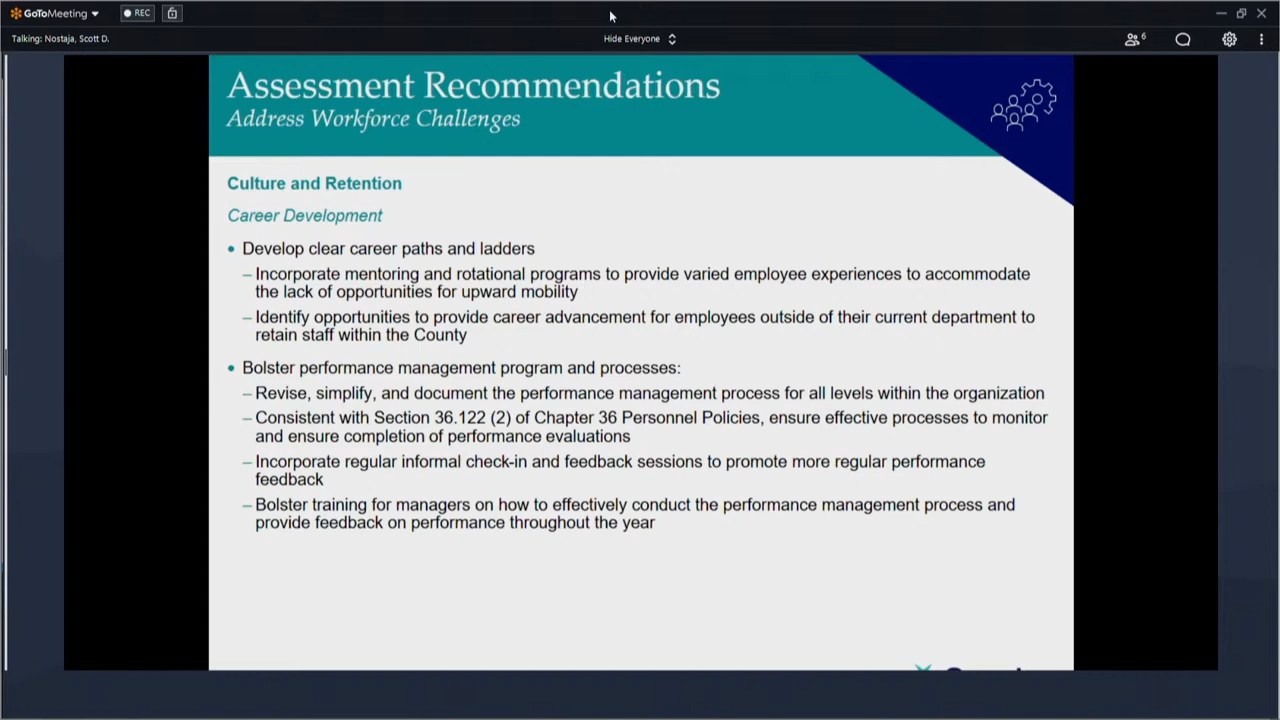 GoToMeeting
REC
Talking: Nostaja, Scott D.
Hide Everyone
6
Assessment Recommendations
Address Workforce Challenges
Culture and Retention
Career Development
• Develop clear career paths and ladders
– Incorporate mentoring and rotational programs to provide varied employee experiences to accommodate
the lack of opportunities for upward mobility
– Identify opportunities to provide career advancement for employees outside of their current department to
retain staff within the County
• Bolster performance management program and processes:
– Revise, simplify, and document the performance management process for all levels within the organization
– Consistent with Section 36.122 (2) of Chapter 36 Personnel Policies, ensure effective processes to monitor
and ensure completion of performance evaluations
– Incorporate regular informal check-in and feedback sessions to promote more regular performance
feedback
– Bolster training for managers on how to effectively conduct the performance management process and
provide feedback on performance throughout the year